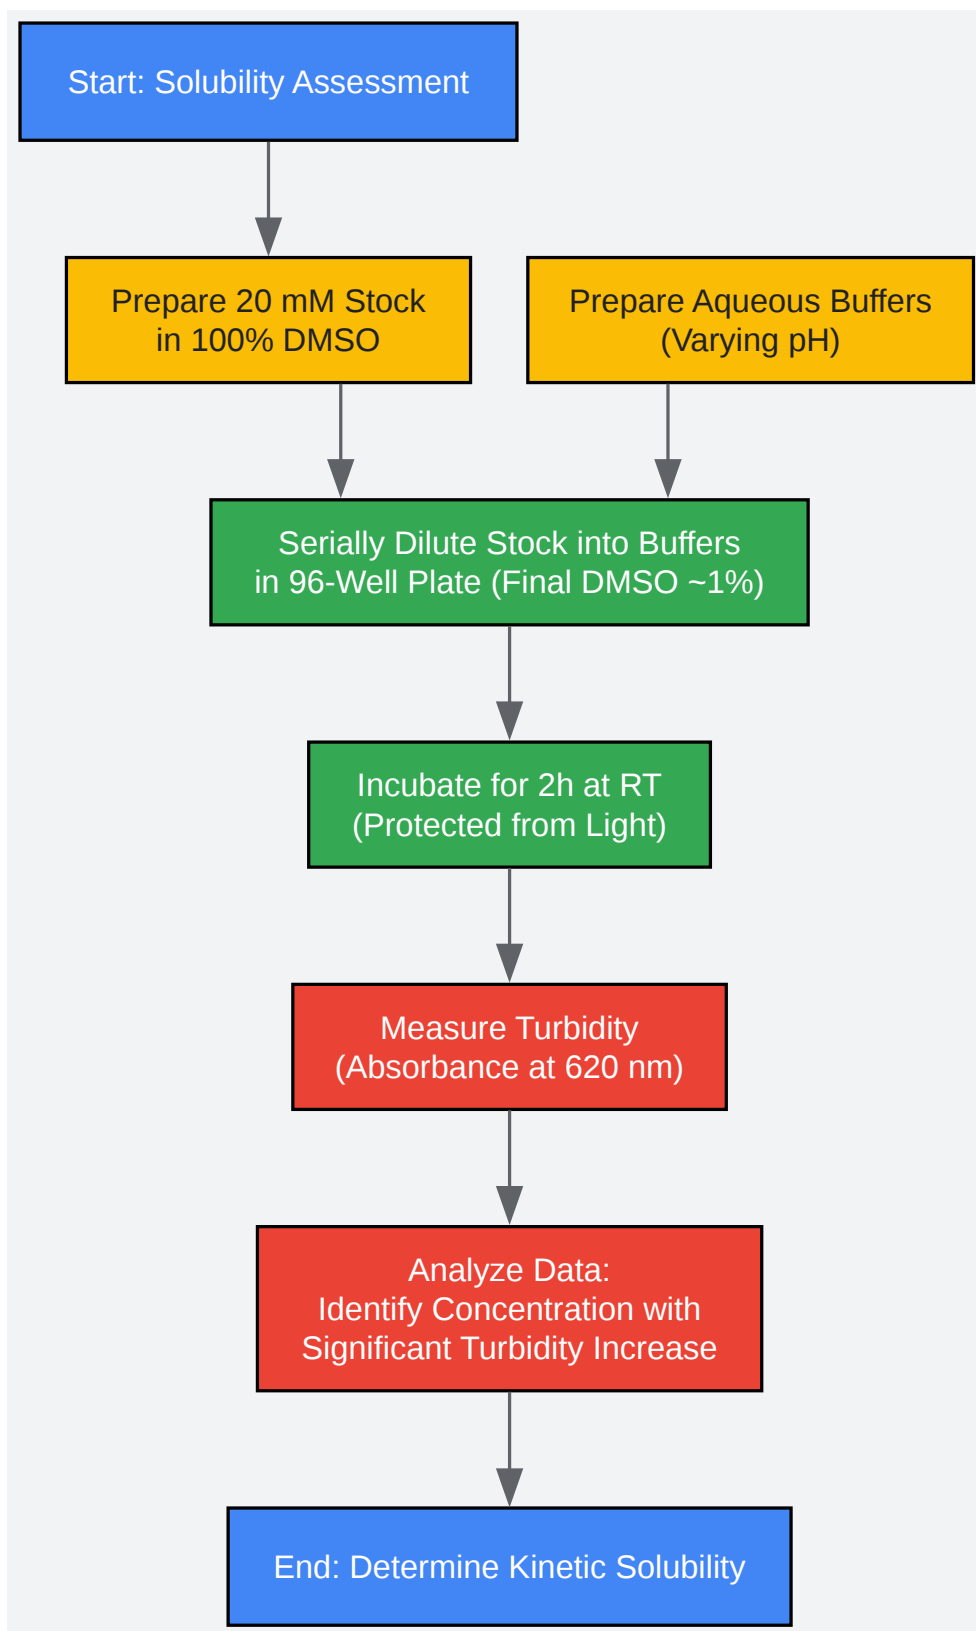 Start: Solubility Assessment
Prepare 20 mM Stock
in 100% DMSO
Prepare Aqueous Buffers
(Varying pH)
Serially Dilute Stock into Buffers
in 96-Well Plate (Final DMSO ~1%)
Incubate for 2h at RT
(Protected from Light)
Measure Turbidity
(Absorbance at 620 nm)
Analyze Data:
Identify Concentration with
Significant Turbidity Increase
End: Determine Kinetic Solubility